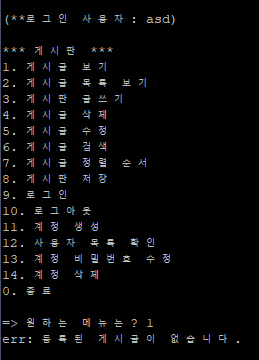 (**로그인 사용자 : asd)
*** 게시판 ***
1. 게시글 보기
2. 게시글 목록 보기
3. 게시판 글쓰기
4. 게시글 삭제
5. 게시글 수정
6. 게시글 검색
7. 게시글 정렬 순서
8. 게시판 저장
9. 로그인
10. 로그아웃
11. 계정 생성
12. 사용자 목록 확인
13. 계정 비밀번호 수정
14. 계정 삭제
0. 종료
=> 원하는 메뉴는? 1
err: 등록된 게시글이 없습니다.